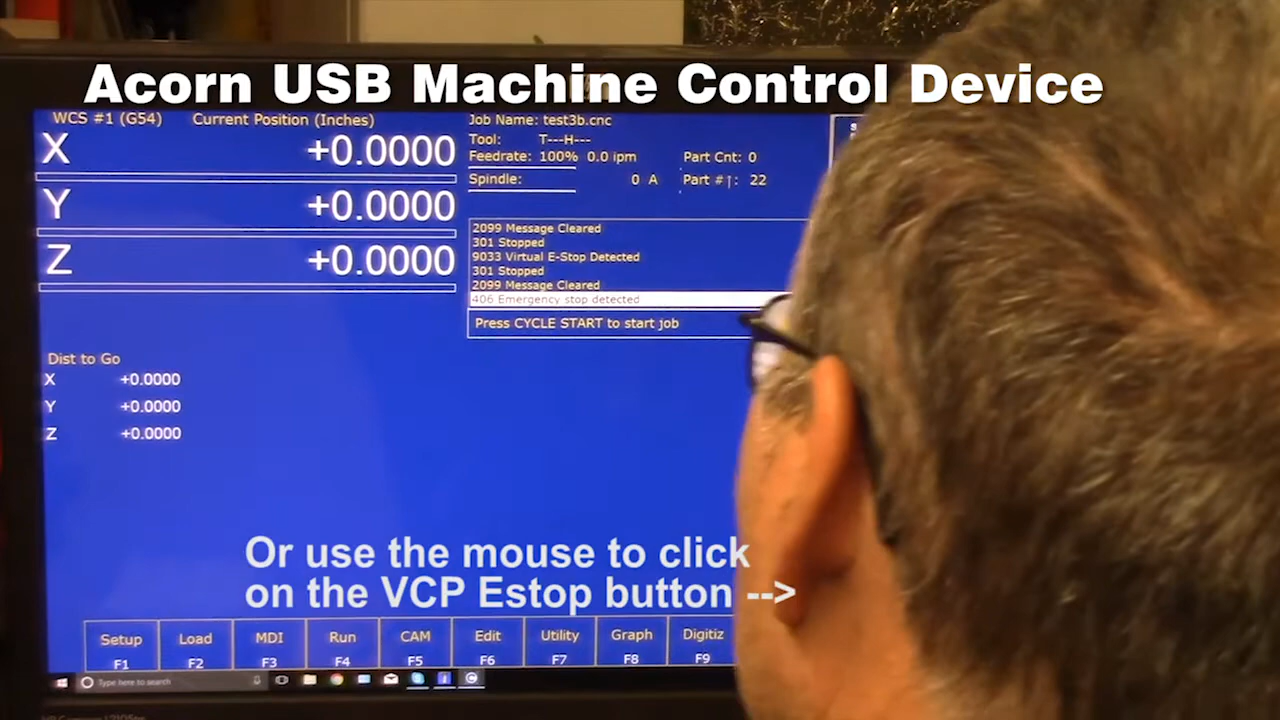 Acorn USB Machine Control Device
WCS #1 (G54) Current Position (Inches)
X +0.0000
Y +0.0000
Z +0.0000
Job Name: test3b.cnc
Tool: T---H---
Feedrate: 100% 0.0 ipm Part Cnt: 0
Spindle: 0 A Part #: 22
2099 Message Cleared
301 Stopped
9033 Virtual E-Stop Detected
301 Stopped
2099 Message Cleared
406 Emergency stop detected
Press CYCLE START to start job
Dist to Go
X +0.0000
Y +0.0000
Z +0.0000
Or use the mouse to click
on the VCP Estop button -->
Setup Load MDI Run CAM Edit Utility Graph Digitiz
F1 F2 F3 F4 F5 F6 F7 F8 F9
Type here to search